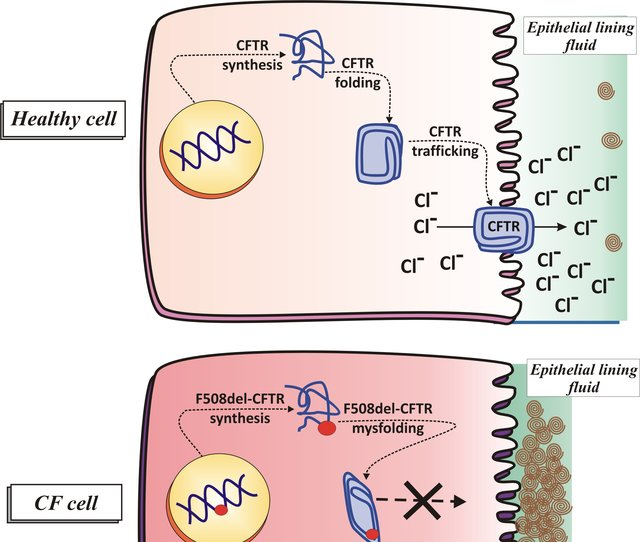 Epithelial lining
fluid
CFTR
synthesis
CFTR
folding
Healthy cell
CFTR
trafficking
Cl⁻ Cl⁻
Cl⁻ Cl⁻ Cl⁻ Cl⁻
Cl⁻ CFTR Cl⁻
Cl⁻ Cl⁻ Cl⁻ Cl⁻
Cl⁻ Cl⁻
Cl⁻
Epithelial lining
fluid
F508del-CFTR
synthesis
F508del-CFTR
mysfolding
CF cell